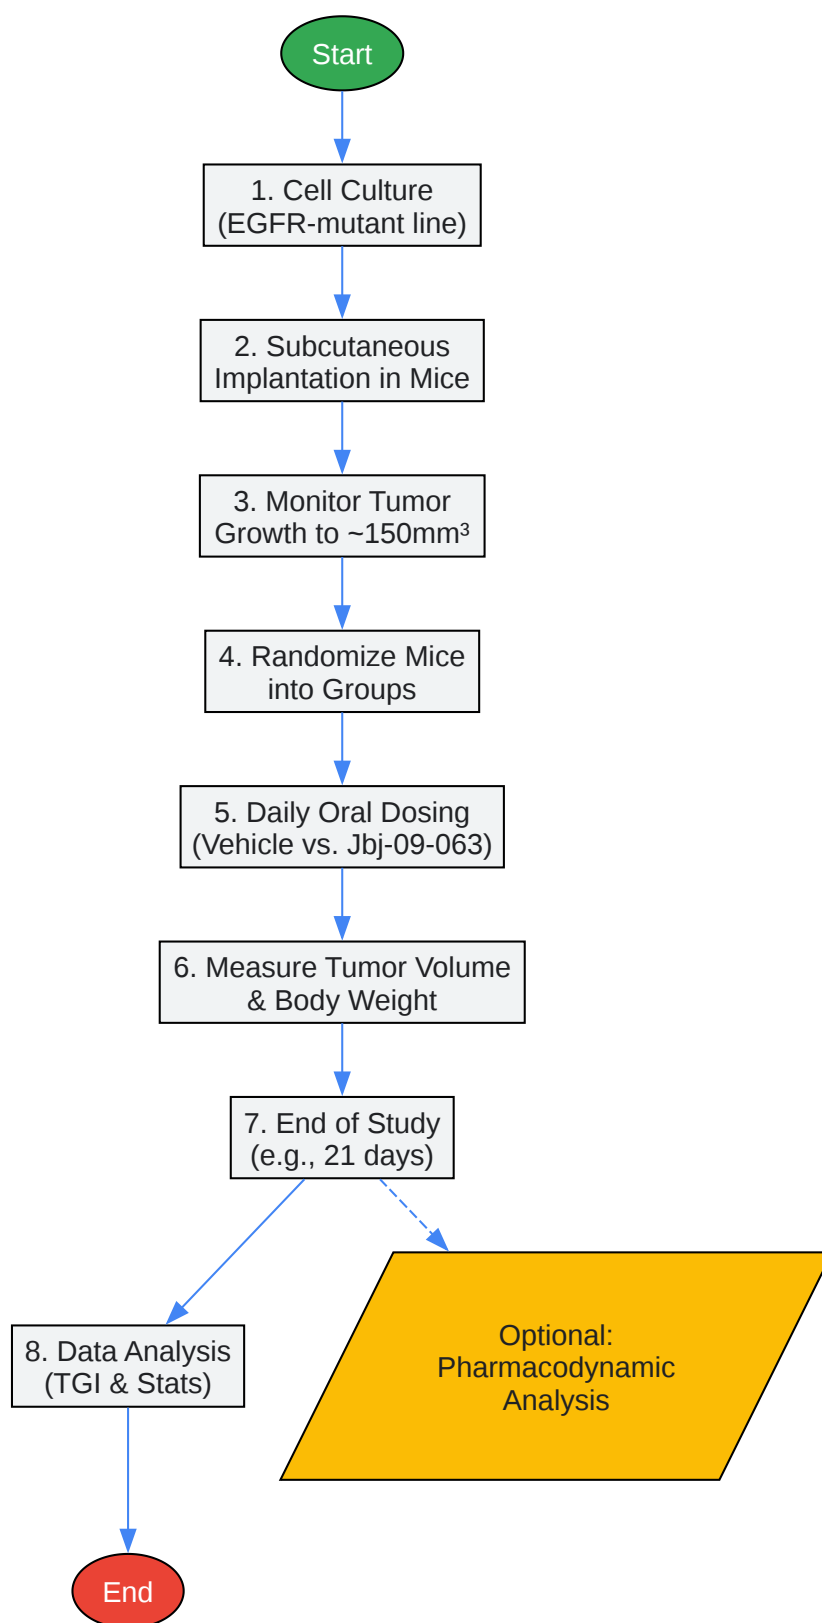 Start
1. Cell Culture
(EGFR-mutant line)
2. Subcutaneous
Implantation in Mice
3. Monitor Tumor
Growth to ~150mm³
4. Randomize Mice
into Groups
5. Daily Oral Dosing
(Vehicle vs. Jbj-09-063)
6. Measure Tumor Volume
& Body Weight
7. End of Study
(e.g., 21 days)
8. Data Analysis
(TGI & Stats)
Optional:
Pharmacodynamic
Analysis
End